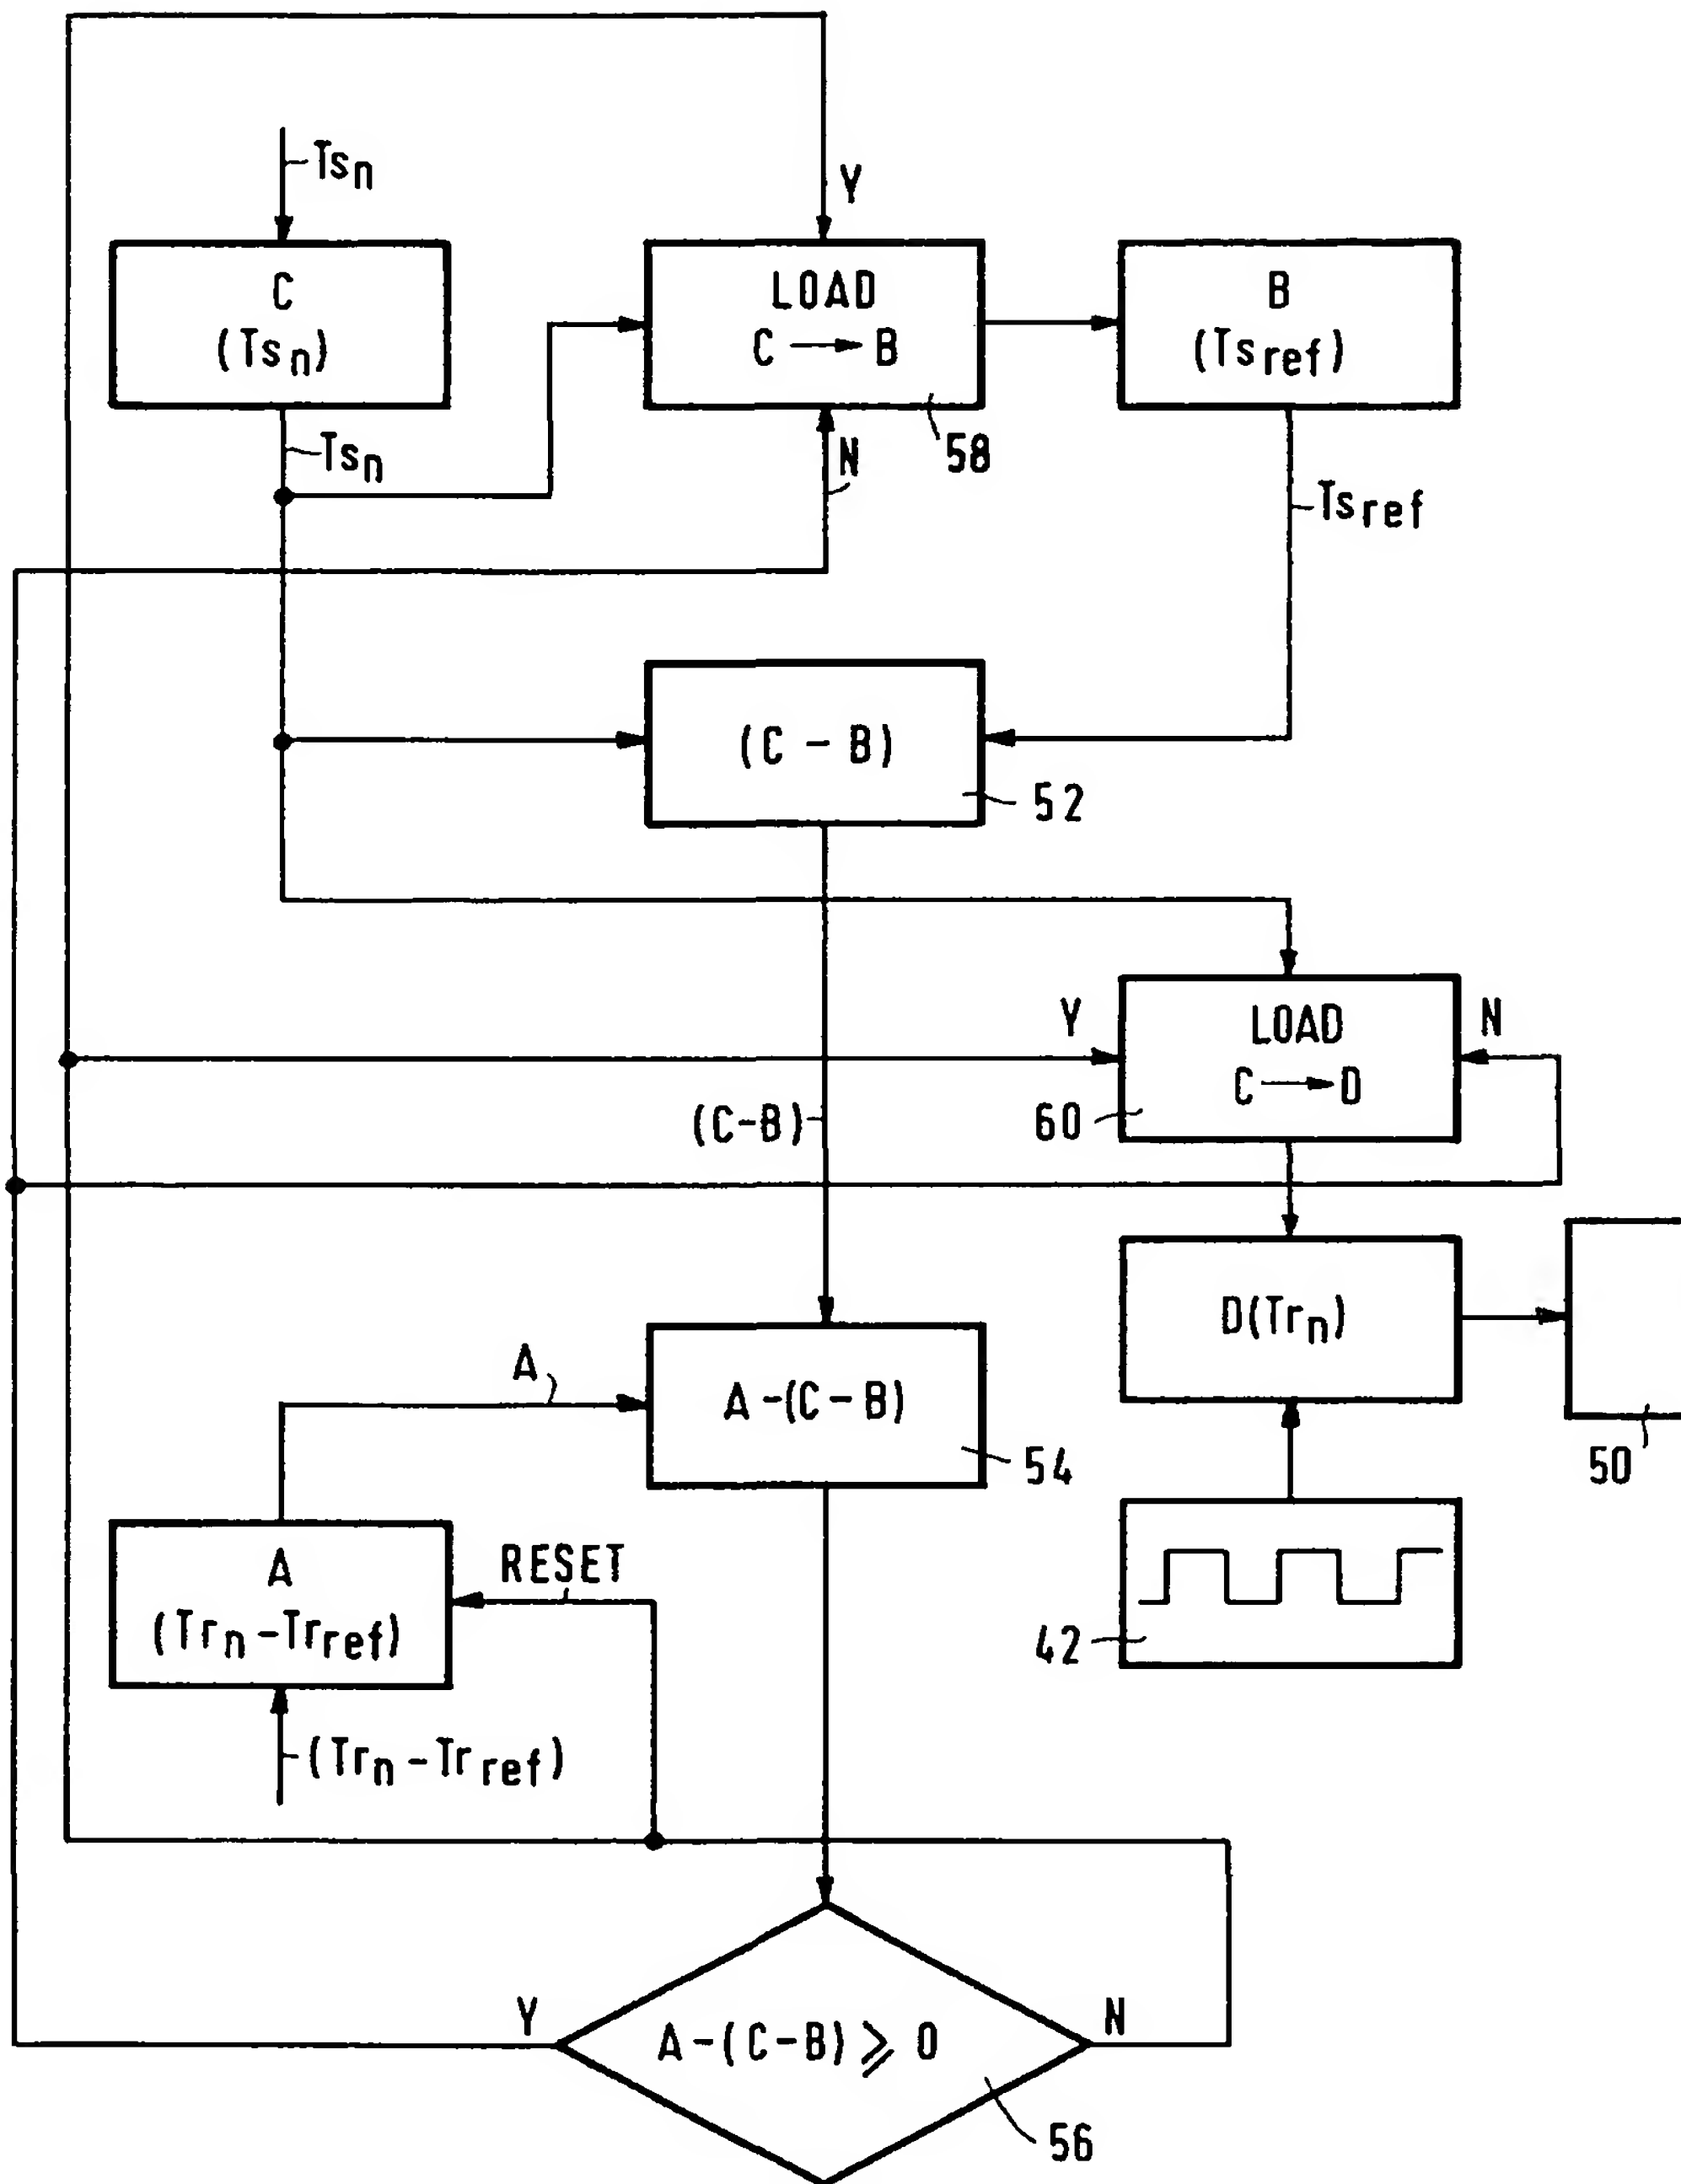 Tsn
Y
C
(Tsn)
LOAD
C → B
B
(Tsref)
58
Tsn
N
Tsref
(C - B)
52
Y
LOAD
C → D
N
60
(C-B)
D(Trn)
A
A-(C-B)
54
50
RESET
A
(Trn-Trref)
42
(Trn-Trref)
Y
A-(C-B) ⩾ 0
N
56